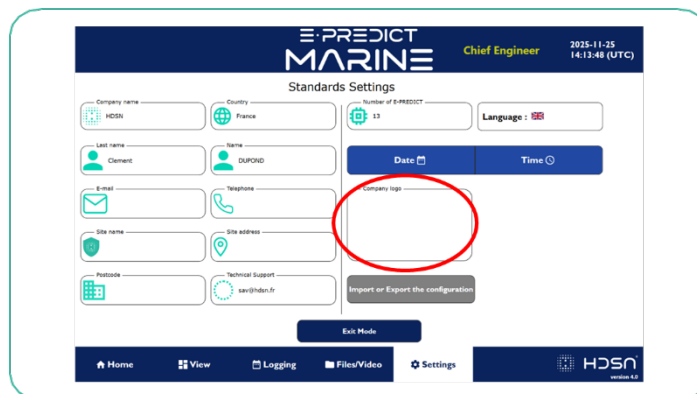 E·PREDICT
MARINE
Chief Engineer
2025-11-25
14:13:48 (UTC)
Standards Settings
Company name
HDSN
Country
France
Number of E-PREDICT
13
Language :
Last name
Clement
Name
DUPOND
Date
Time
E-mail
Telephone
Company logo
Site name
Site address
Postcode
Technical Support
sav@hdsn.fr
Import or Export the configuration
Exit Mode
Home
View
Logging
Files/Video
Settings
HDSN
version 4.0